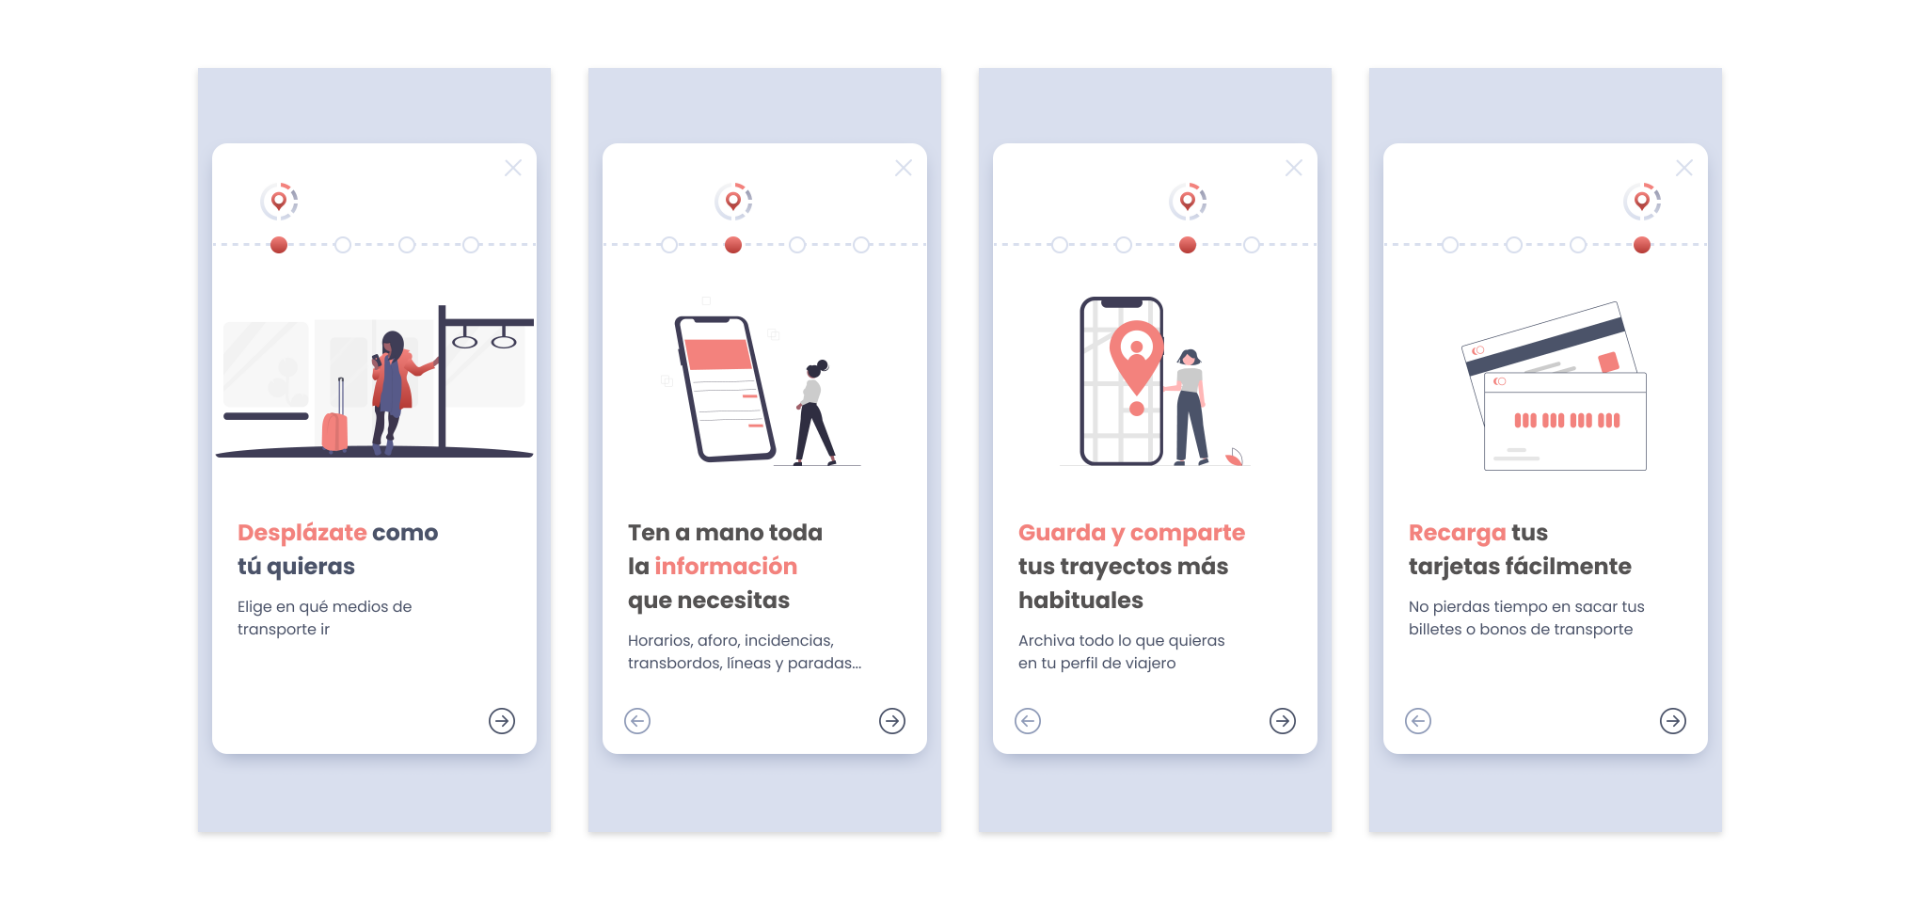 Desplázate como
tú quieras
Elige en qué medios de
transporte ir
Ten a mano toda
la información
que necesitas
Horarios, aforo, incidencias,
transbordos, líneas y paradas...
Guarda y comparte
tus trayectos más
habituales
Archiva todo lo que quieras
en tu perfil de viajero
Recarga tus
tarjetas fácilmente
No pierdas tiempo en sacar tus
billetes o bonos de transporte